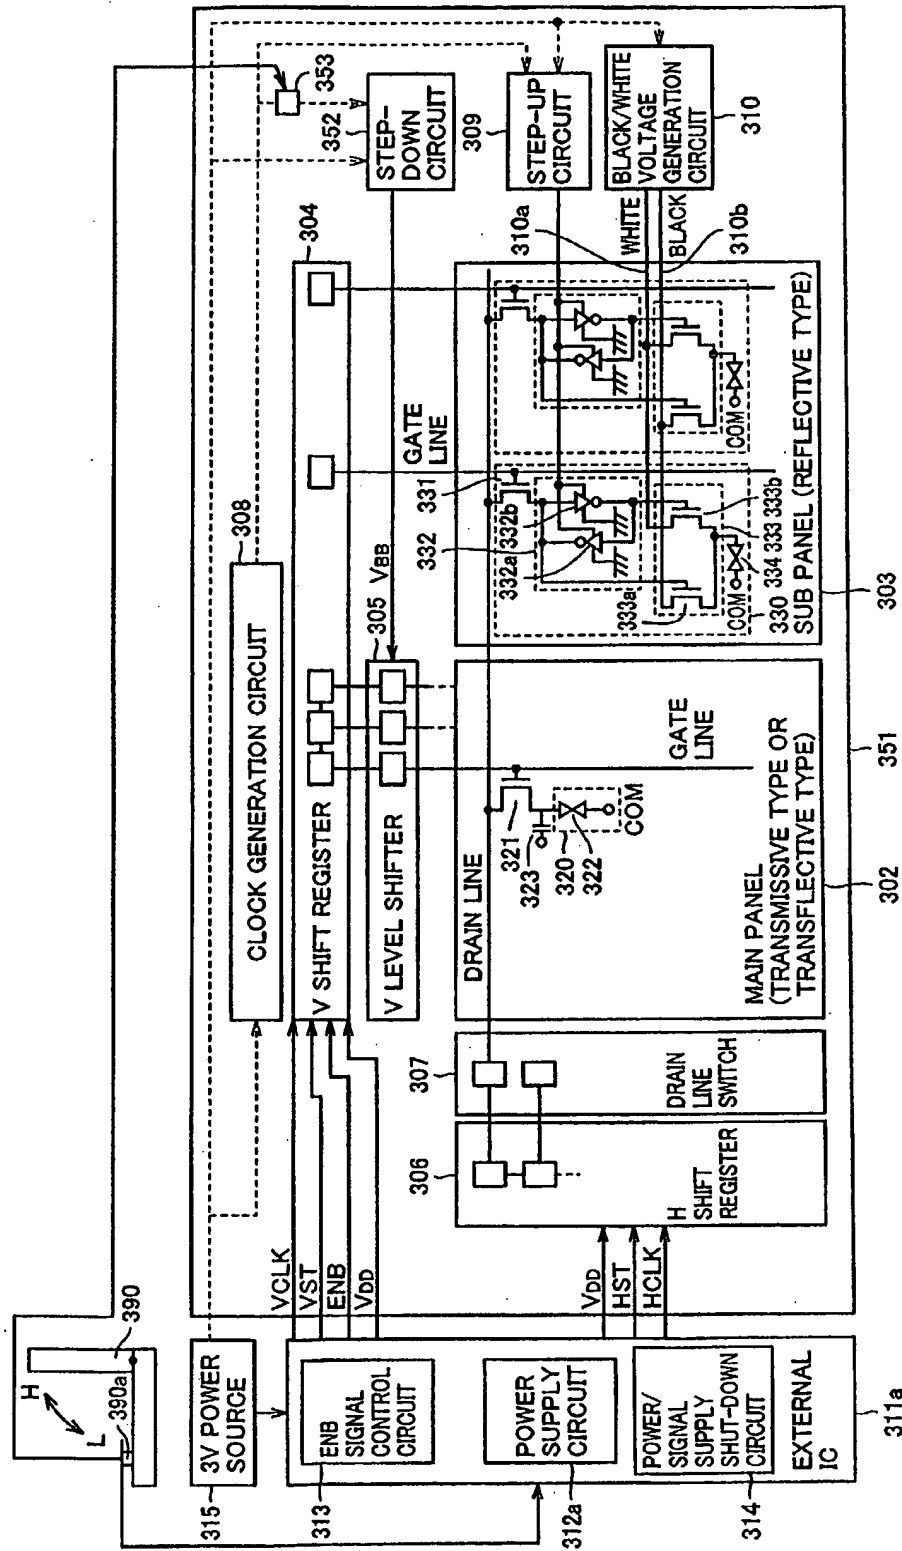 390
H
L
390a
3V POWER
SOURCE
315
VCLK
VST
ENB
VDD
VDD
HST
HCLK
ENB
SIGNAL
CONTROL
CIRCUIT
313
POWER
SUPPLY
CIRCUIT
312a
POWER/
SIGNAL
SUPPLY
SHUT-DOWN
CIRCUIT
314
EXTERNAL
IC
311a
CLOCK GENERATION CIRCUIT
308
V SHIFT REGISTER
304
V LEVEL SHIFTER
305
VBB
353
352
STEP-
DOWN
CIRCUIT
309
STEP-UP
CIRCUIT
BLACK/WHITE
VOLTAGE
GENERATION
CIRCUIT
310
310a
WHITE
BLACK
310b
306
H
SHIFT
REGISTER
307
DRAIN
LINE
SWITCH
DRAIN LINE
321
323
320
322
COM
GATE
LINE
MAIN PANEL
(TRANSMISSIVE TYPE OR
TRANSFLECTIVE TYPE)
302
351
GATE
LINE
331
332
332b
332a
333a
333b
333
334
COM
330
COM
SUB PANEL (REFLECTIVE TYPE)
303